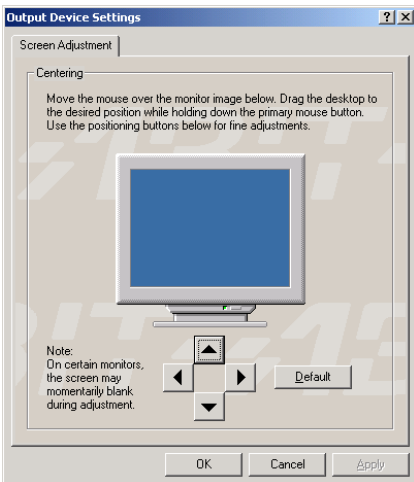 Output Device Settings
Screen Adjustment
Centering
Move the mouse over the monitor image below. Drag the desktop to
the desired position while holding down the primary mouse button.
Use the positioning buttons below for fine adjustments.
Note:
On certain monitors,
the screen may
momentarily blank
during adjustment.
Default
OK
Cancel
Apply